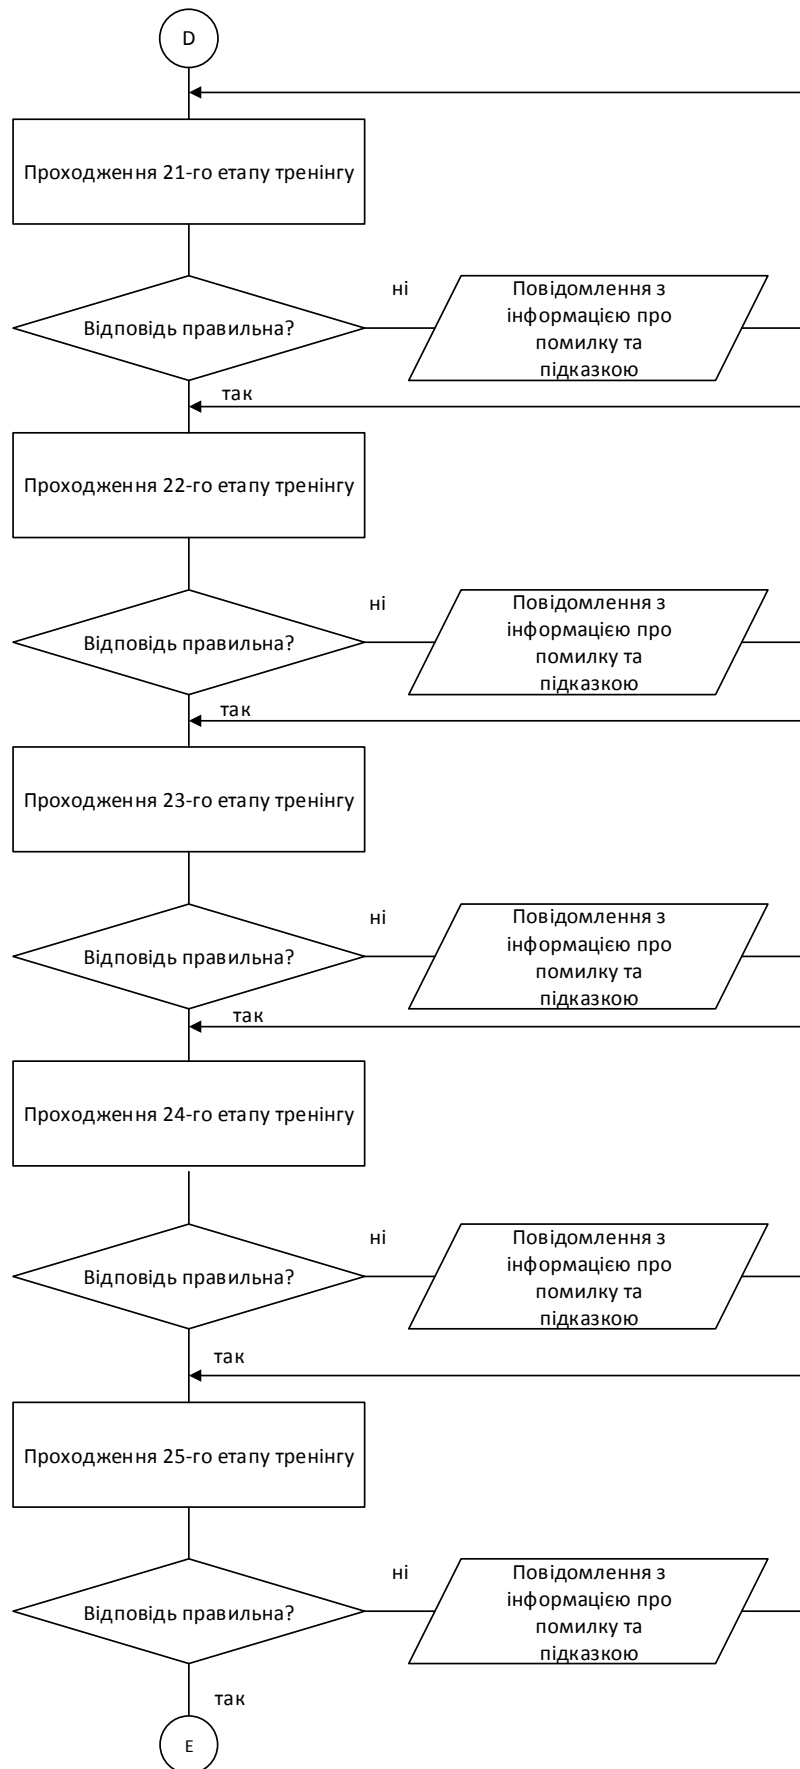 D
Проходження 21-го етапу тренінгу
ні
Відповідь правильна?
Повідомлення з
інформацією про
помилку та
підказкою
так
Проходження 22-го етапу тренінгу
ні
Відповідь правильна?
Повідомлення з
інформацією про
помилку та
підказкою
так
Проходження 23-го етапу тренінгу
ні
Відповідь правильна?
Повідомлення з
інформацією про
помилку та
підказкою
так
Проходження 24-го етапу тренінгу
ні
Відповідь правильна?
Повідомлення з
інформацією про
помилку та
підказкою
так
Проходження 25-го етапу тренінгу
ні
Відповідь правильна?
Повідомлення з
інформацією про
помилку та
підказкою
так
E